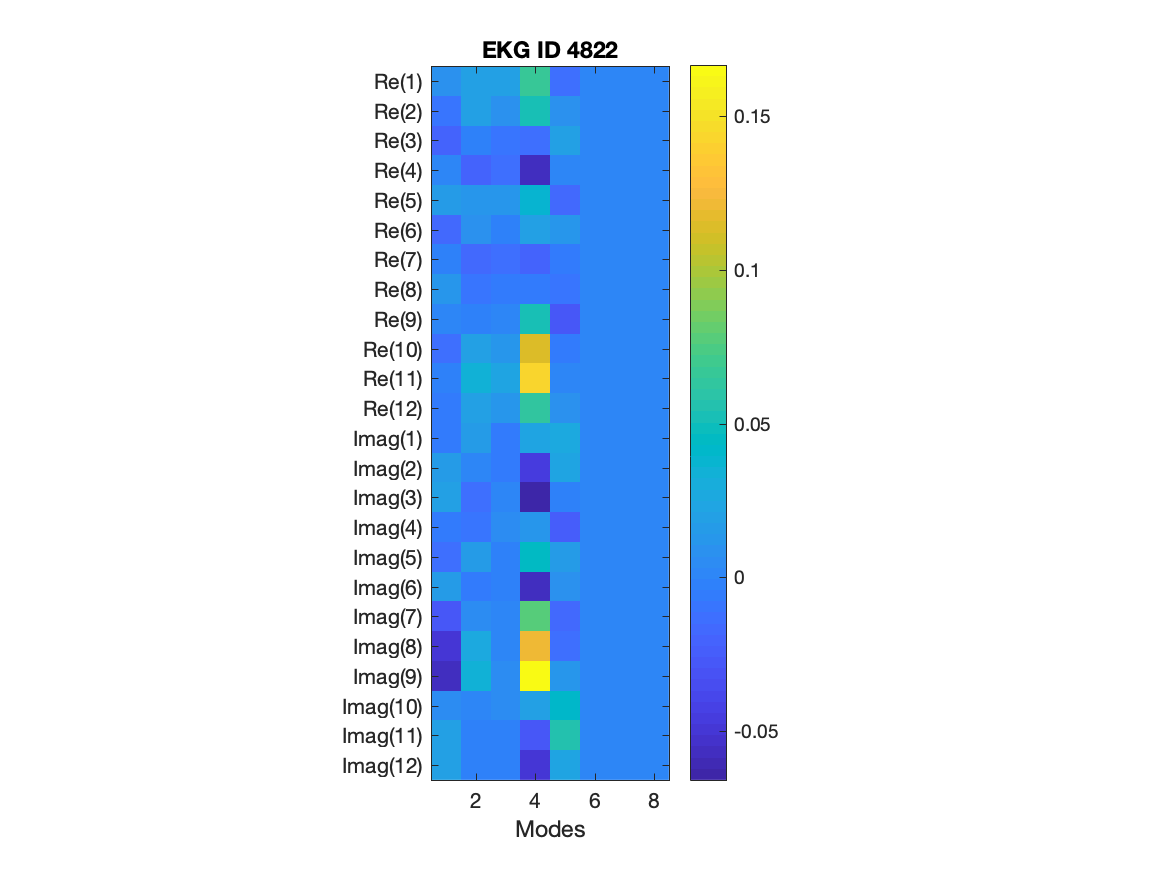 EKG ID 4822
Re(1)
Re(2)
Re(3)
Re(4)
Re(5)
Re(6)
Re(7)
Re(8)
Re(9)
Re(10)
Re(11)
Re(12)
Imag(1)
Imag(2)
Imag(3)
Imag(4)
Imag(5)
Imag(6)
Imag(7)
Imag(8)
Imag(9)
Imag(10)
Imag(11)
Imag(12)
2 4 6 8
Modes
0.15
0.1
0.05
0
-0.05